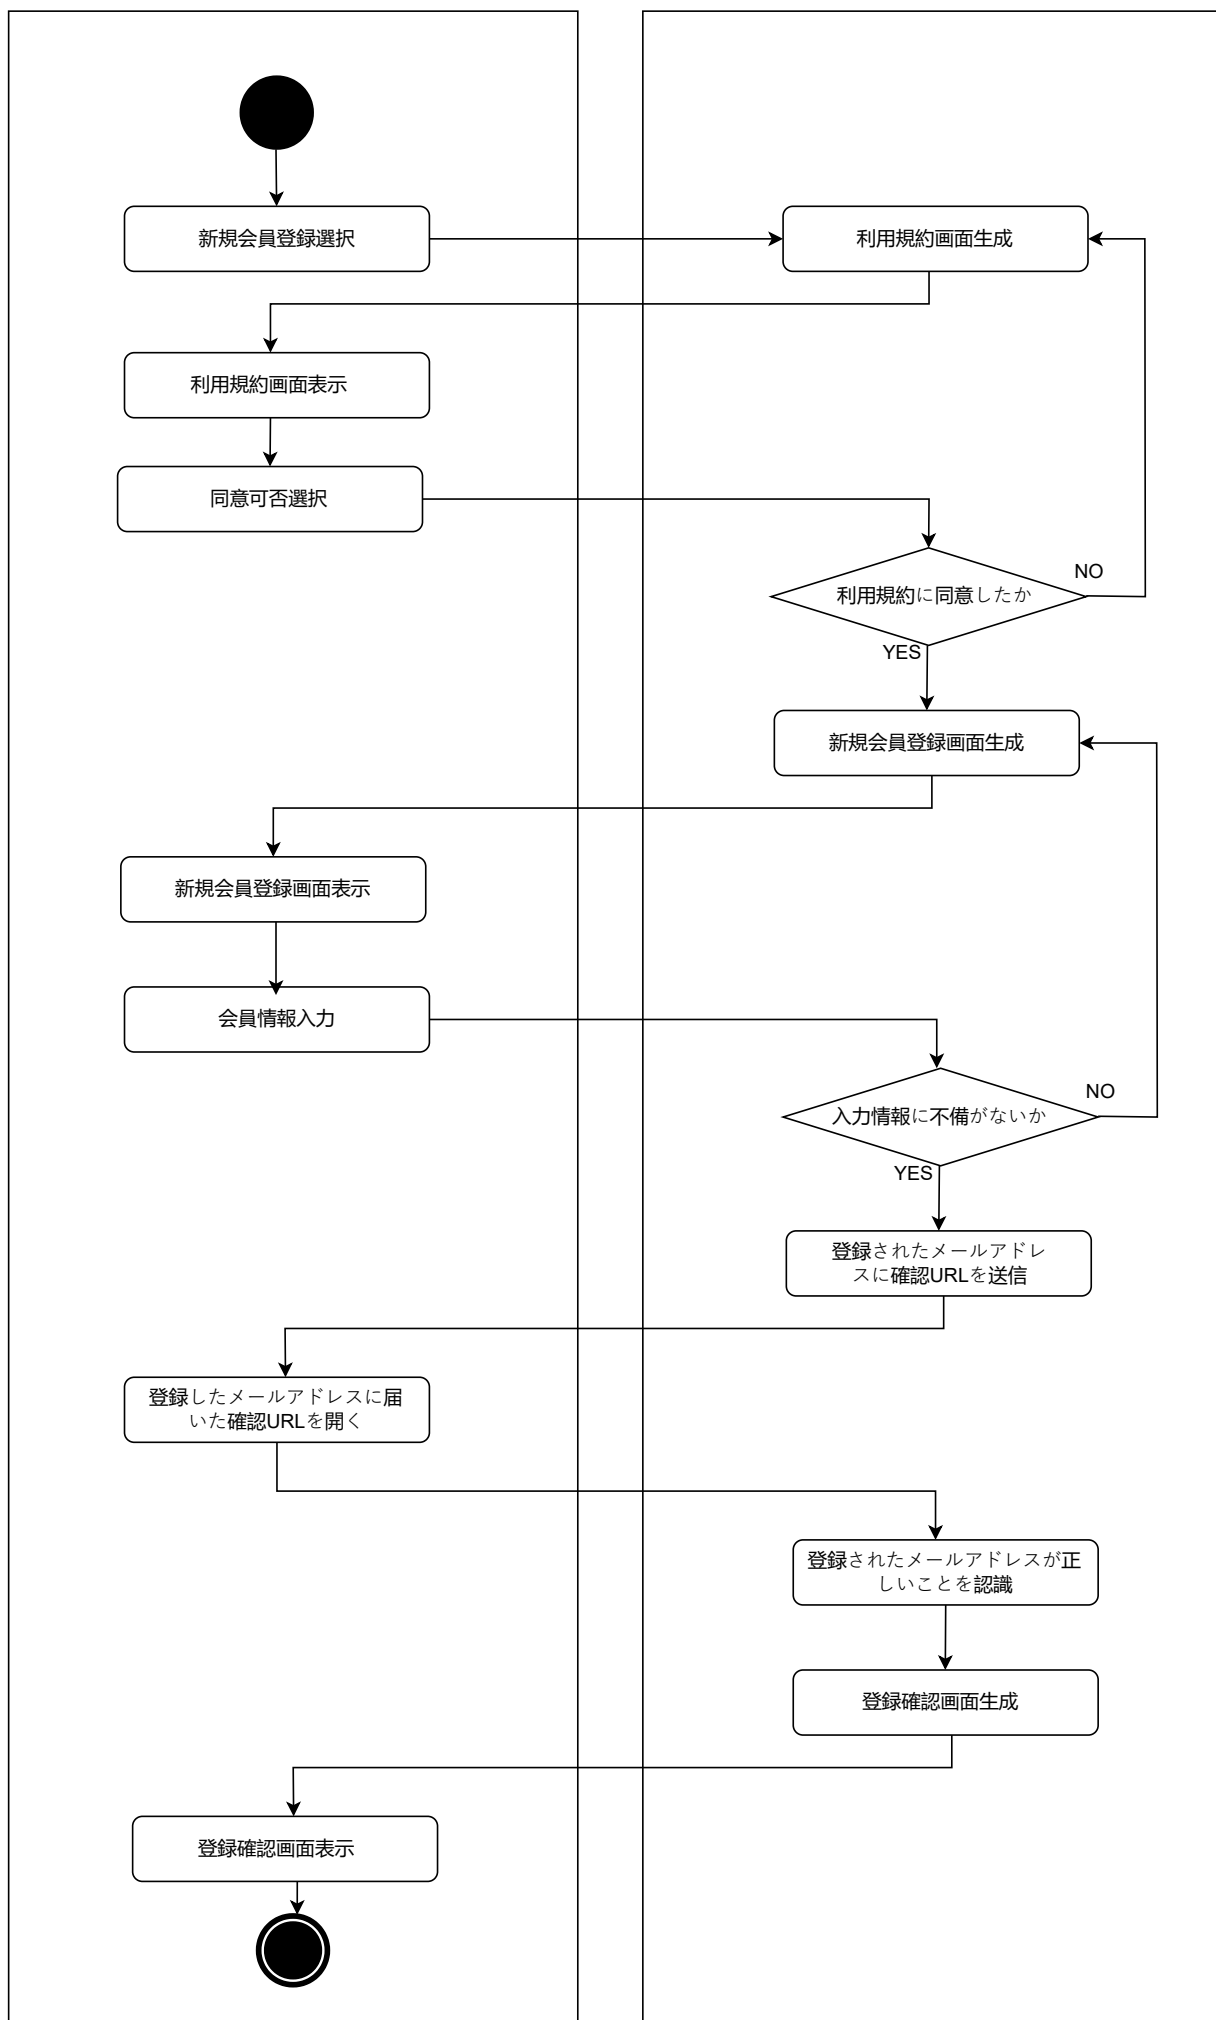 新規会員登録選択
利用規約画面生成
利用規約画面表示
同意可否選択
NO
利用規約に同意したか
YES
新規会員登録画面生成
新規会員登録画面表示
会員情報入力
NO
入力情報に不備がないか
YES
登録されたメールアドレ
スに確認URLを送信
登録したメールアドレスに届
いた確認URLを開く
登録されたメールアドレスが正
しいことを認識
登録確認画面生成
登録確認画面表示